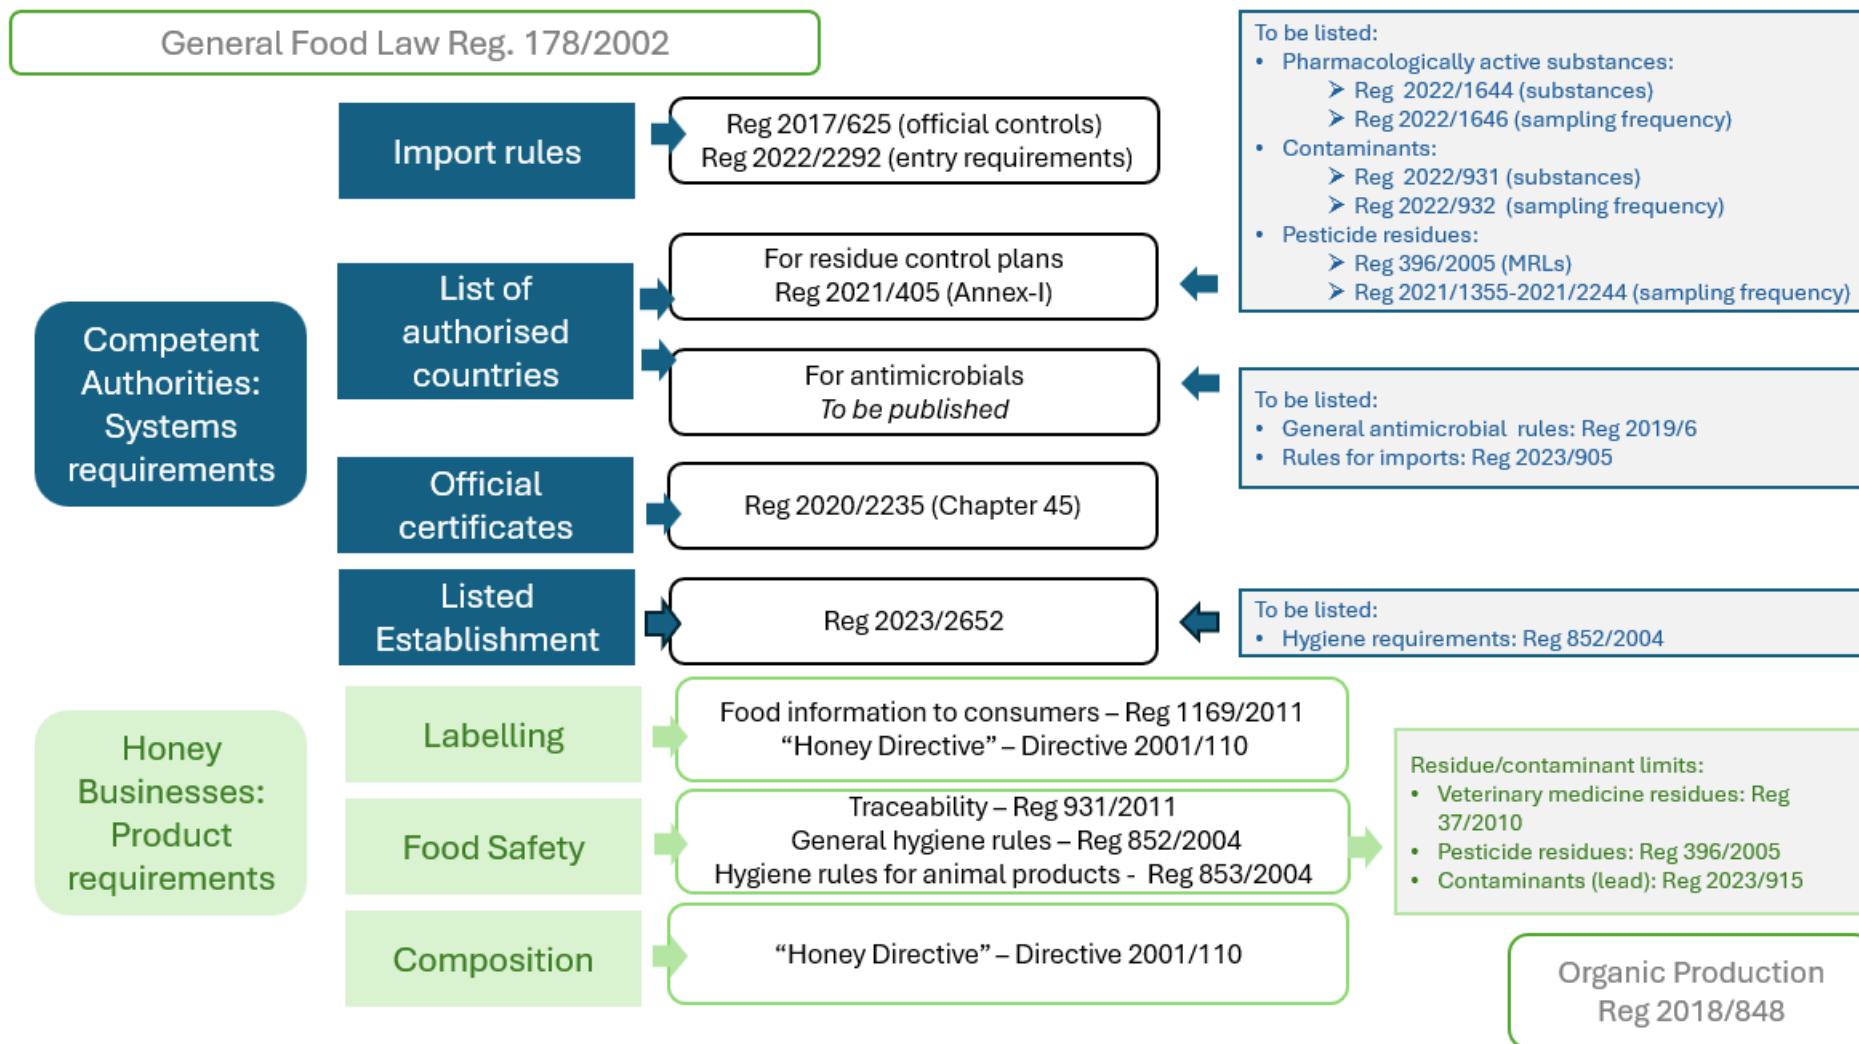 General Food Law Reg. 178/2002
To be listed:
• Pharmacologically active substances:
➢ Reg 2022/1644 (substances)
➢ Reg 2022/1646 (sampling frequency)
• Contaminants:
➢ Reg 2022/931 (substances)
➢ Reg 2022/932 (sampling frequency)
• Pesticide residues:
➢ Reg 396/2005 (MRLs)
➢ Reg 2021/1355-2021/2244 (sampling frequency)
Import rules
Reg 2017/625 (official controls)
Reg 2022/2292 (entry requirements)
Competent
Authorities:
Systems
requirements
List of
authorised
countries
For residue control plans
Reg 2021/405 (Annex-I)
For antimicrobials
To be published
To be listed:
• General antimicrobial rules: Reg 2019/6
• Rules for imports: Reg 2023/905
Official
certificates
Reg 2020/2235 (Chapter 45)
Listed
Establishment
Reg 2023/2652
To be listed:
• Hygiene requirements: Reg 852/2004
Honey
Businesses:
Product
requirements
Labelling
Food information to consumers – Reg 1169/2011
“Honey Directive” – Directive 2001/110
Food Safety
Traceability – Reg 931/2011
General hygiene rules – Reg 852/2004
Hygiene rules for animal products - Reg 853/2004
Residue/contaminant limits:
• Veterinary medicine residues: Reg
37/2010
• Pesticide residues: Reg 396/2005
• Contaminants (lead): Reg 2023/915
Composition
“Honey Directive” – Directive 2001/110
Organic Production
Reg 2018/848